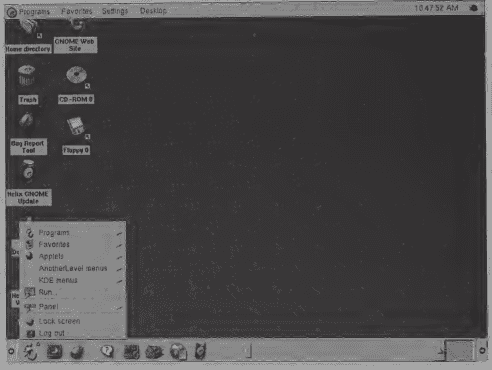 Programs Favorites Settings Desktop 10:47:52 AM
Home directory
GNOME Web
Site
Trash
CD-ROM 0
Bug Report
Tool
Floppy 0
Helix GNOME
Update
Programs
Favorites
Applets
AnotherLevel menus
KDE menus
Run...
Panel
Lock screen
Log out